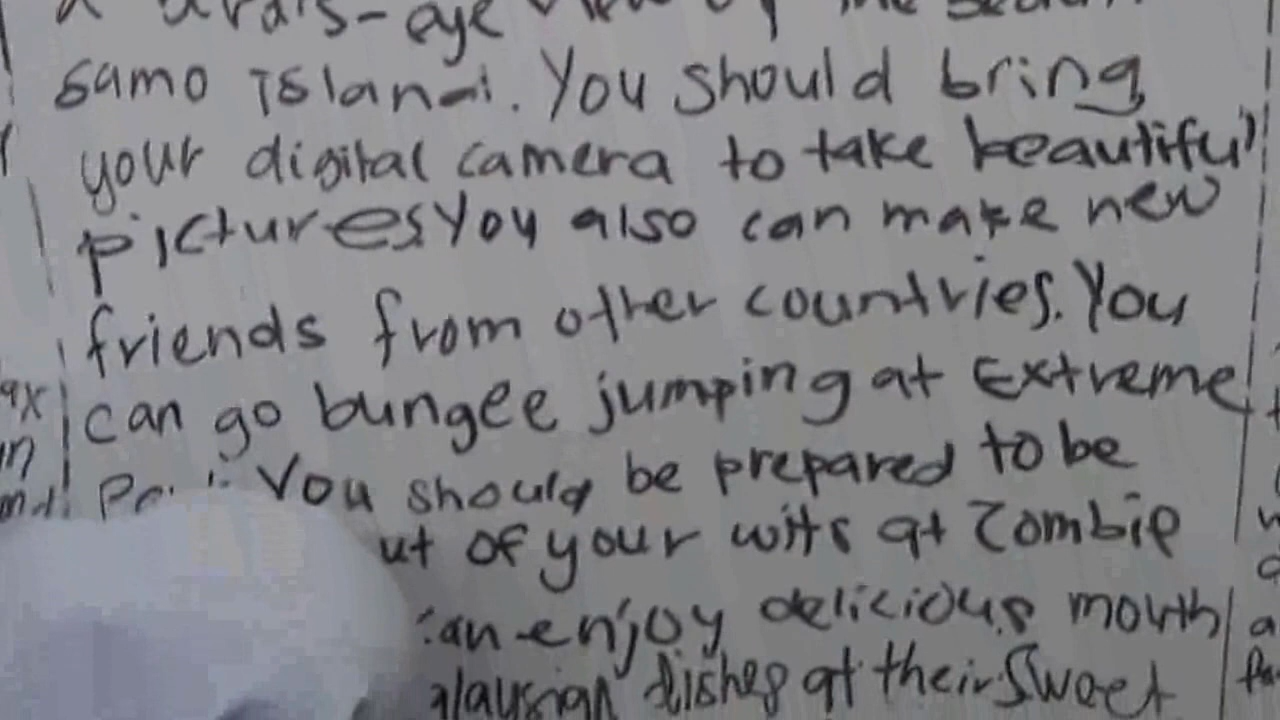 samo Island. You should bring
your digital camera to take beautiful
pictures You also can make new
friends from other countries. You
can go bungee jumping at Extreme
You should be prepared to be
ut of your wits at Zombie
an enjoy delicious mouth
dishes at their Sweet